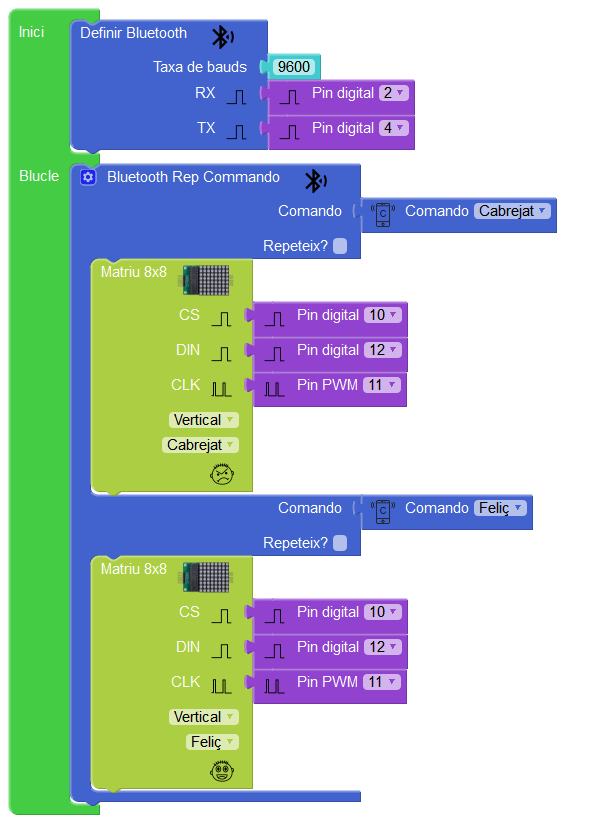 Inici
Definir Bluetooth
Taxa de bauds 9600
RX Pin digital 2
TX Pin digital 4
Blucle
Bluetooth Rep Commando
Comando C Comando Cabrejat
Repeteix?
Matriu 8x8
CS Pin digital 10
DIN Pin digital 12
CLK Pin PWM 11
Vertical
Cabrejat
Comando C Comando Feliç
Repeteix?
Matriu 8x8
CS Pin digital 10
DIN Pin digital 12
CLK Pin PWM 11
Vertical
Feliç